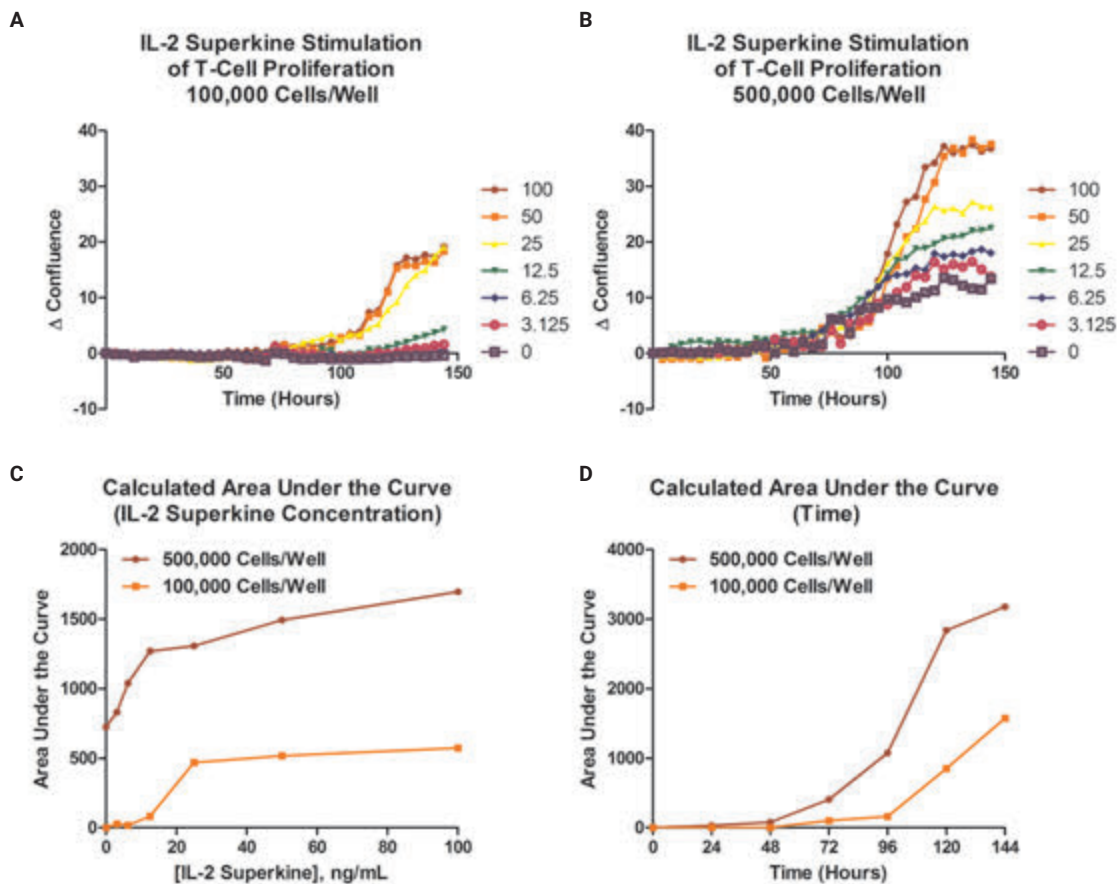 A
IL-2 Superkine Stimulation
of T-Cell Proliferation
100,000 Cells/Well
40
30
20
10
0
-10
50
100
150
Δ Confluence
Time (Hours)
100
50
25
12.5
6.25
3.125
0
B
IL-2 Superkine Stimulation
of T-Cell Proliferation
500,000 Cells/Well
40
30
20
10
0
-10
50
100
150
Δ Confluence
Time (Hours)
100
50
25
12.5
6.25
3.125
0
C
Calculated Area Under the Curve
(IL-2 Superkine Concentration)
500,000 Cells/Well
100,000 Cells/Well
2000
1500
1000
500
0
Area Under the Curve
0 20 40 60 80 100
[IL-2 Superkine], ng/mL
D
Calculated Area Under the Curve
(Time)
500,000 Cells/Well
100,000 Cells/Well
4000
3000
2000
1000
0
Area Under the Curve
0 24 48 72 96 120 144
Time (Hours)